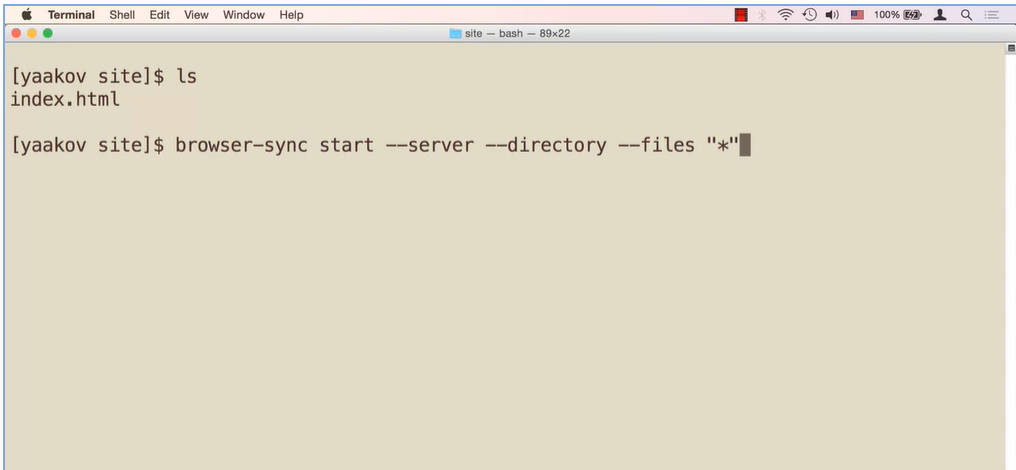 Terminal Shell Edit View Window Help 100%
site — bash — 89×22
[yaakov site]$ ls
index.html
[yaakov site]$ browser-sync start --server --directory --files "*"